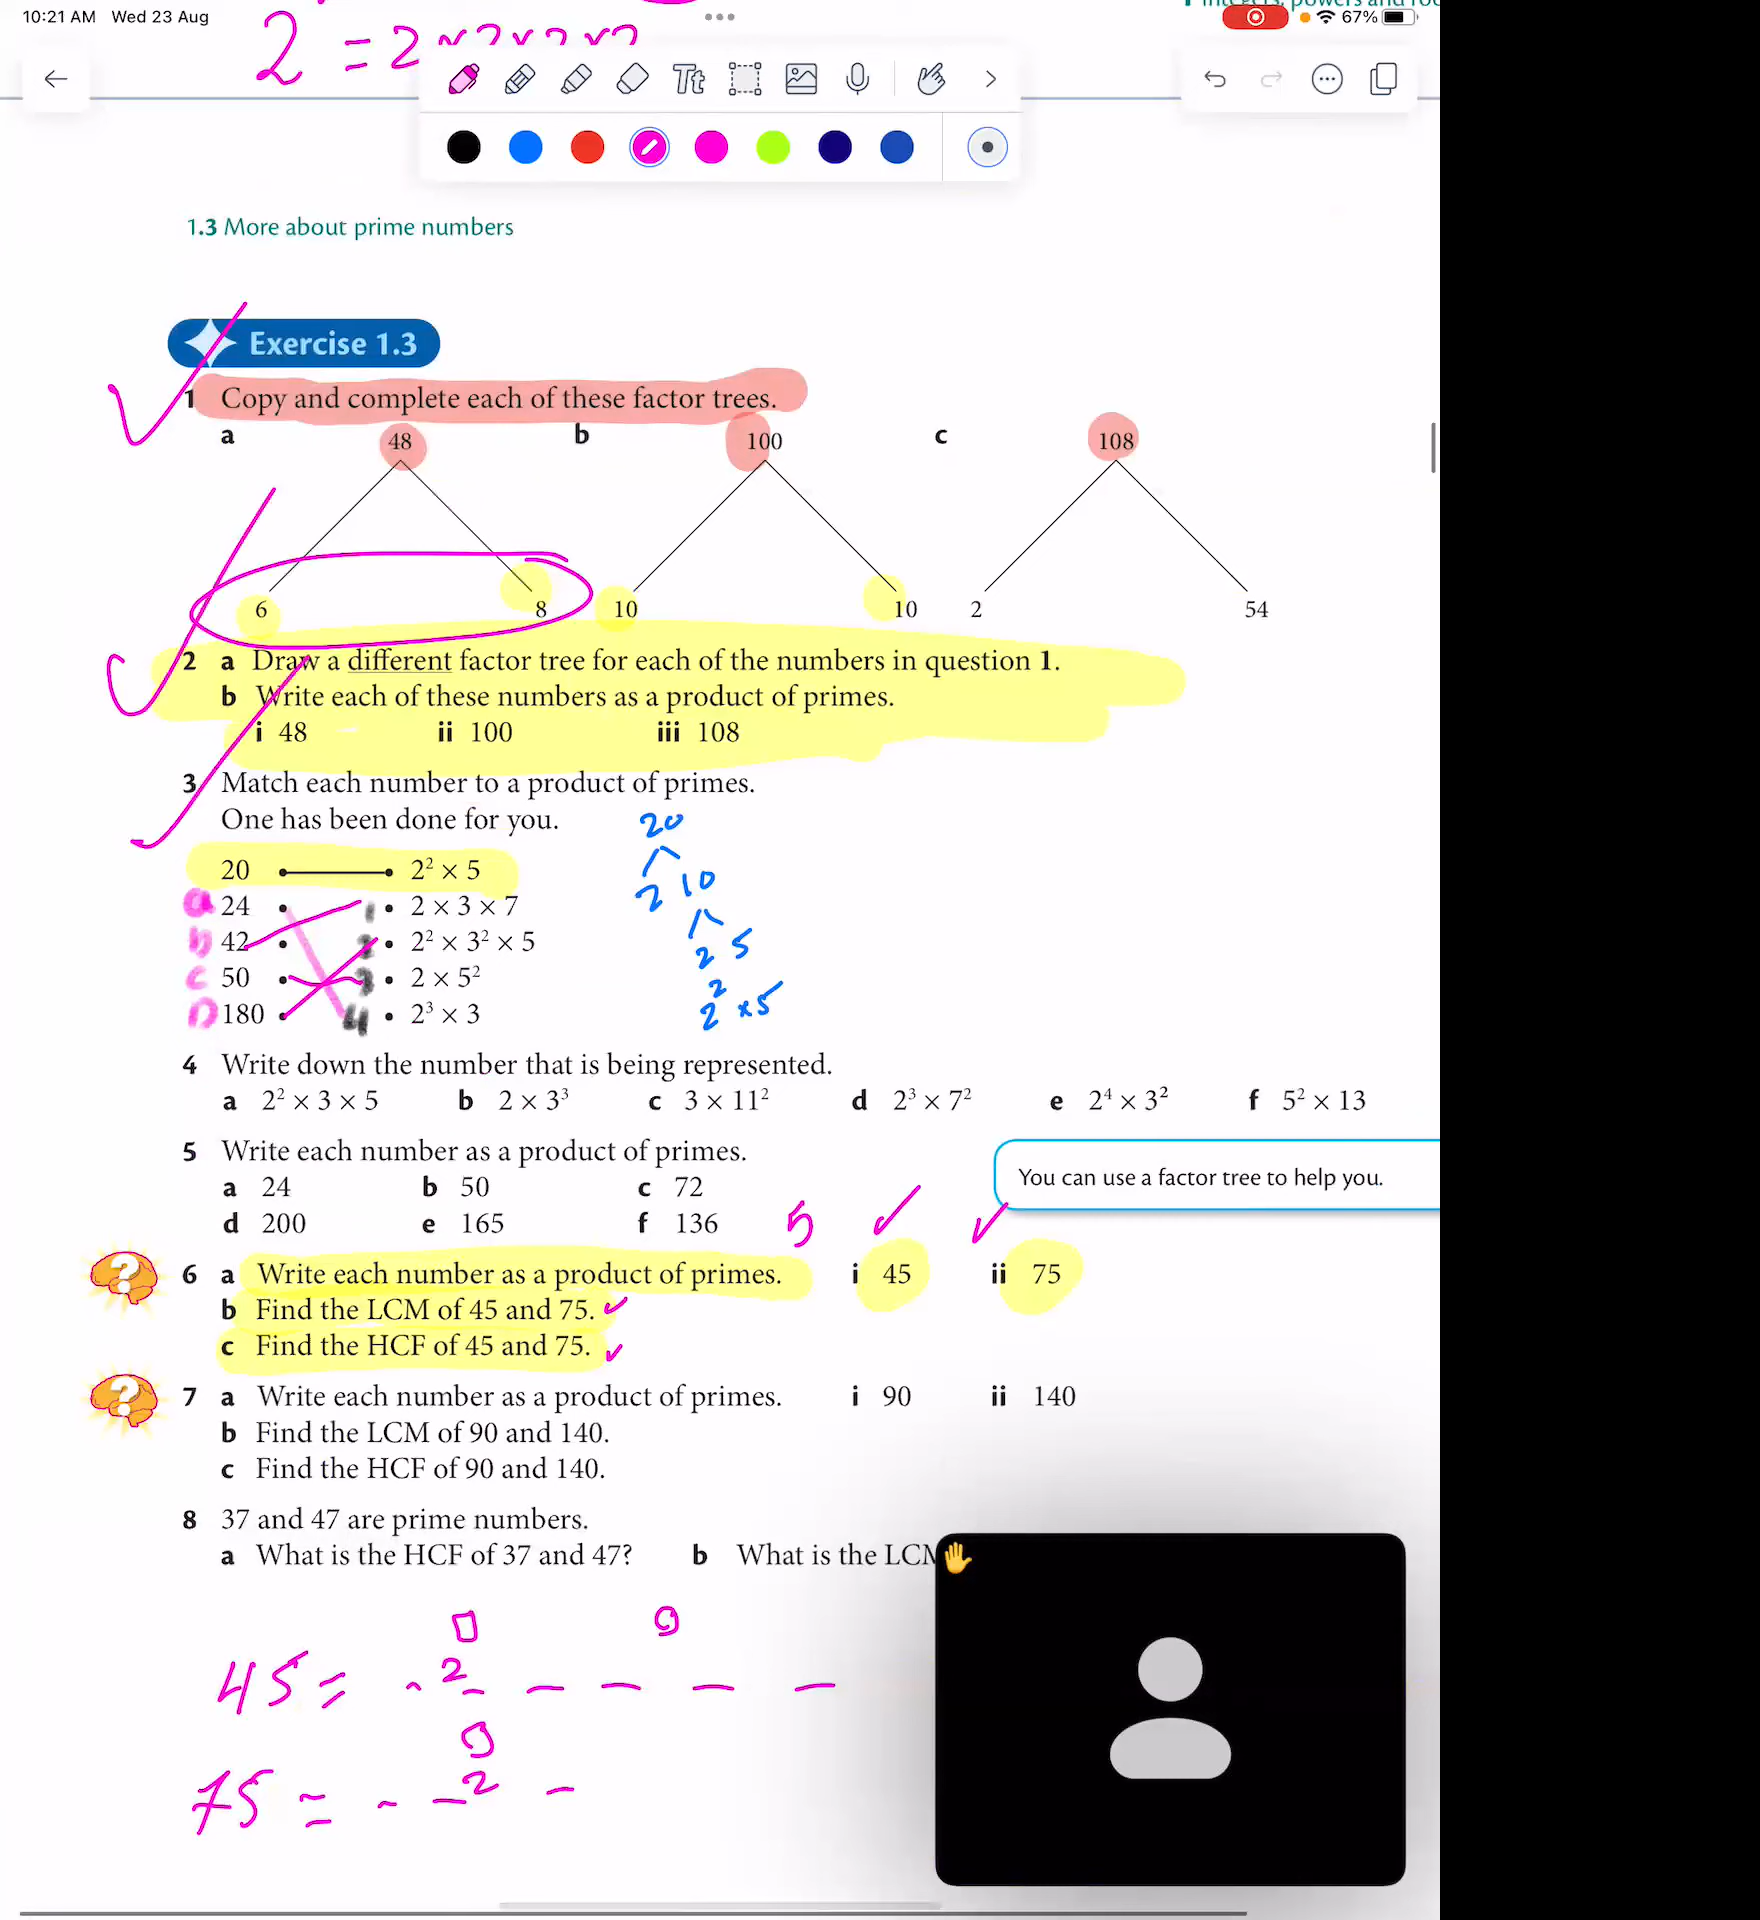 10:21 AM Wed 23 Aug
67%
Tt
1.3 More about prime numbers
Exercise 1.3
1 Copy and complete each of these factor trees.
a 48 b 100 c 108
6 8 10 10 2 54
2 a Draw a different factor tree for each of the numbers in question 1.
b Write each of these numbers as a product of primes.
i 48 ii 100 iii 108
3 Match each number to a product of primes.
One has been done for you.
20 2² × 5
a 24 1 2 × 3 × 7
b 42 2 2² × 3² × 5
c 50 3 2 × 5²
D 180 4 2³ × 3
20
2 10
2 5
2² × 5
4 Write down the number that is being represented.
a 2² × 3 × 5 b 2 × 3³ c 3 × 11² d 2³ × 7² e 2⁴ × 3² f 5² × 13
5 Write each number as a product of primes.
a 24 b 50 c 72
d 200 e 165 f 136
You can use a factor tree to help you.
5
6 a Write each number as a product of primes. i 45 ii 75
b Find the LCM of 45 and 75.
c Find the HCF of 45 and 75.
7 a Write each number as a product of primes. i 90 ii 140
b Find the LCM of 90 and 140.
c Find the HCF of 90 and 140.
8 37 and 47 are prime numbers.
a What is the HCF of 37 and 47? b What is the LCM
45 = - 2 - - - -
75 = - - 2 -